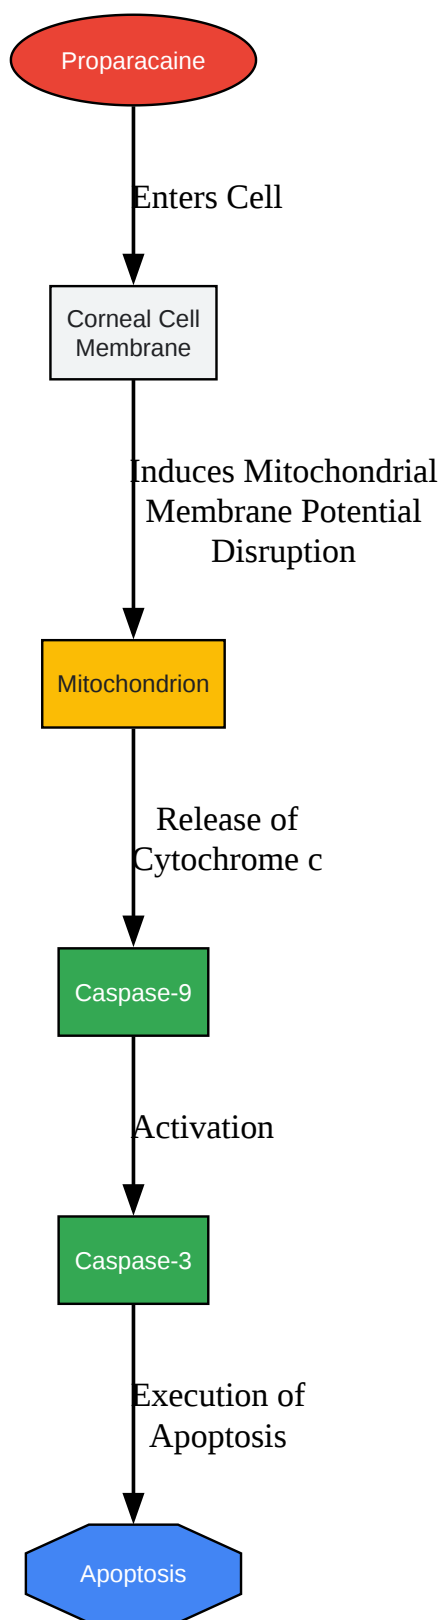 Proparacaine
Enters Cell
Corneal Cell
Membrane
Induces Mitochondrial
Membrane Potential
Disruption
Mitochondrion
Release of
Cytochrome c
Caspase-9
Activation
Caspase-3
Execution of
Apoptosis
Apoptosis